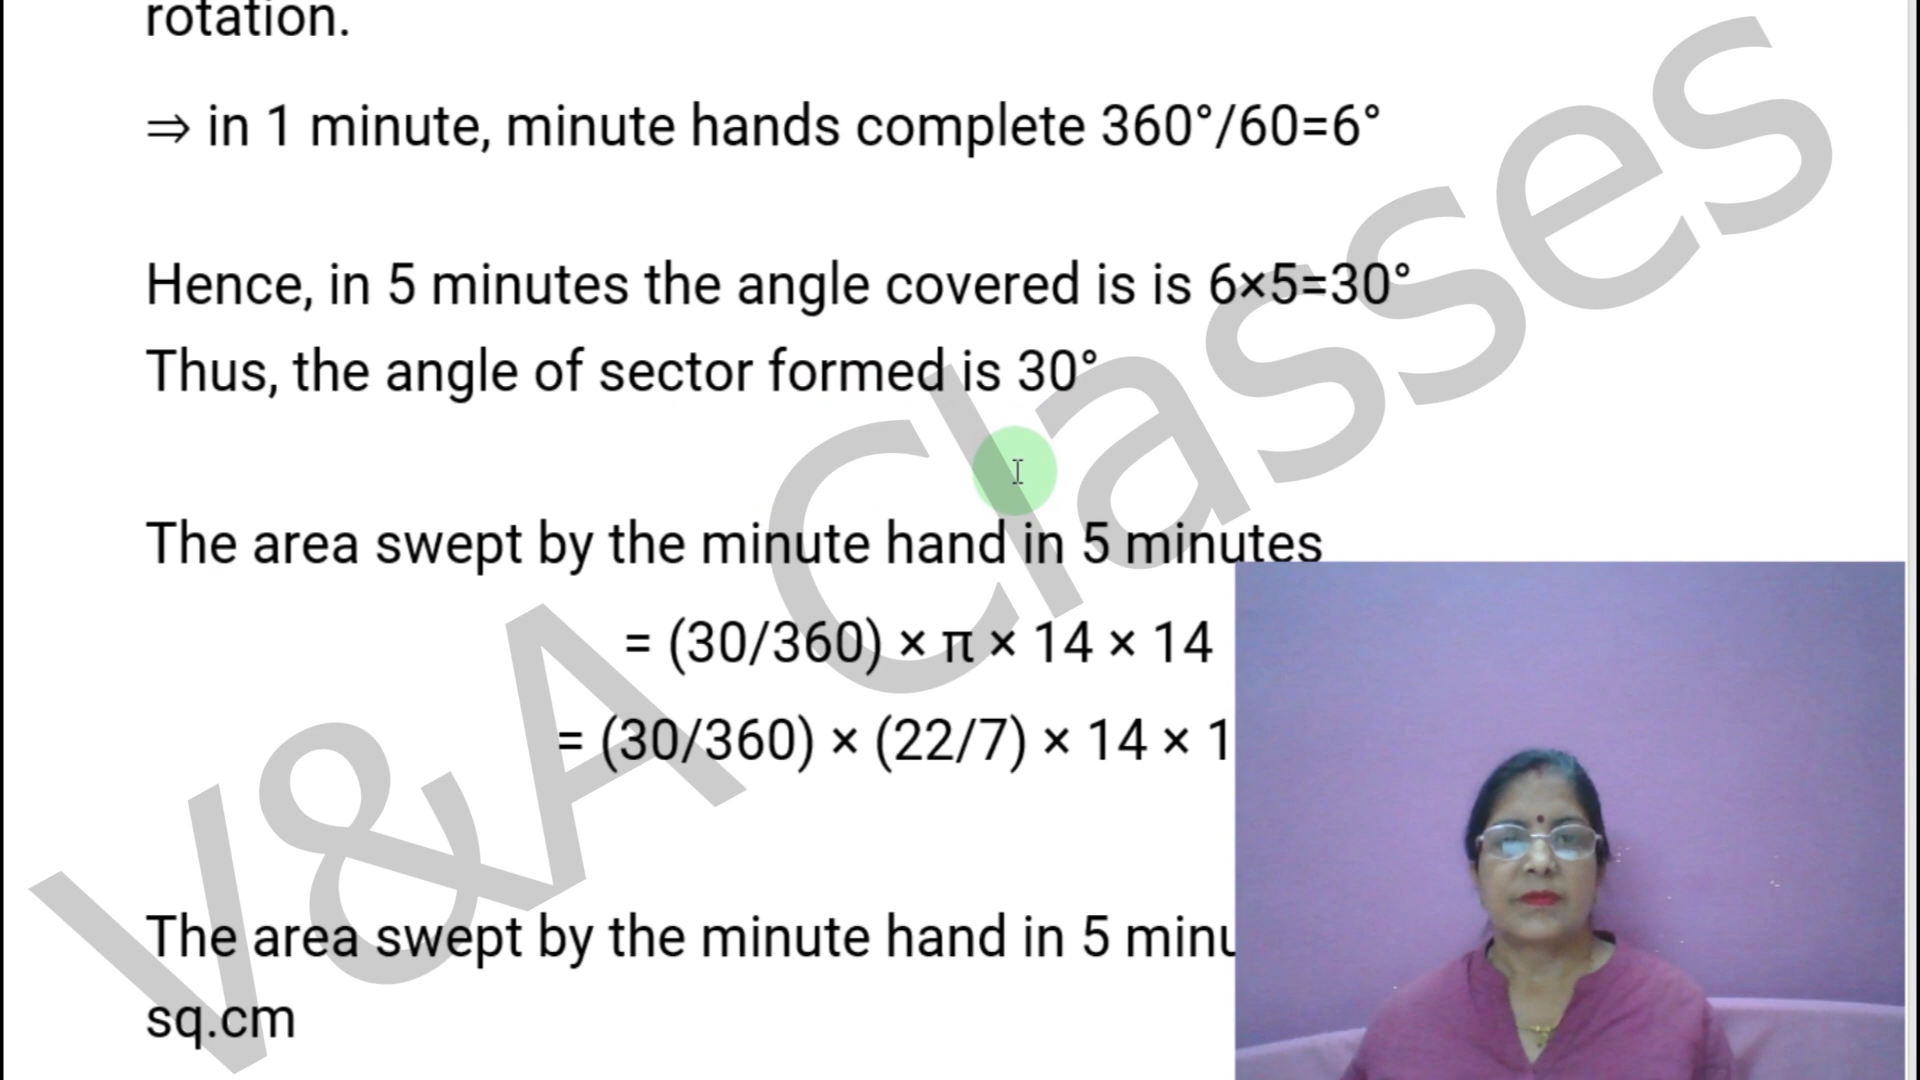 rotation.
⇒ in 1 minute, minute hands complete 360°/60=6°
Hence, in 5 minutes the angle covered is is 6×5=30°
Thus, the angle of sector formed is 30°
The area swept by the minute hand in 5 minutes
= (30/360) × π × 14 × 14
= (30/360) × (22/7) × 14 × 1
The area swept by the minute hand in 5 minu
sq.cm
V&A Classes